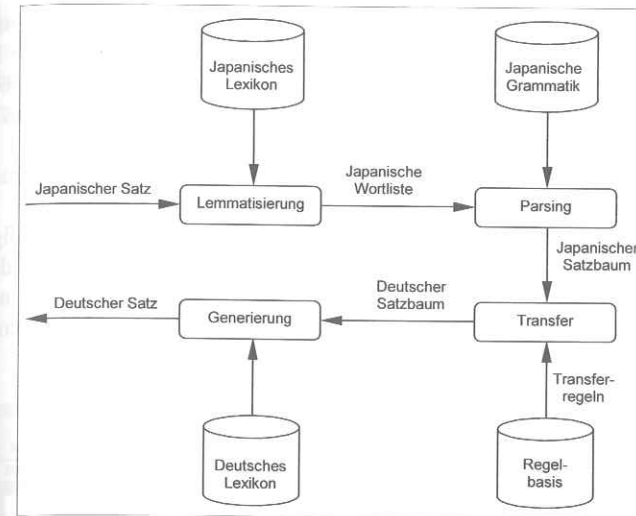 Japanisches
Lexikon
Japanische
Grammatik
Japanischer Satz
Lemmatisierung
Japanische
Wortliste
Parsing
Japanischer
Satzbaum
Deutscher Satz
Generierung
Deutscher
Satzbaum
Transfer
Transfer-
regeln
Deutsches
Lexikon
Regel-
basis